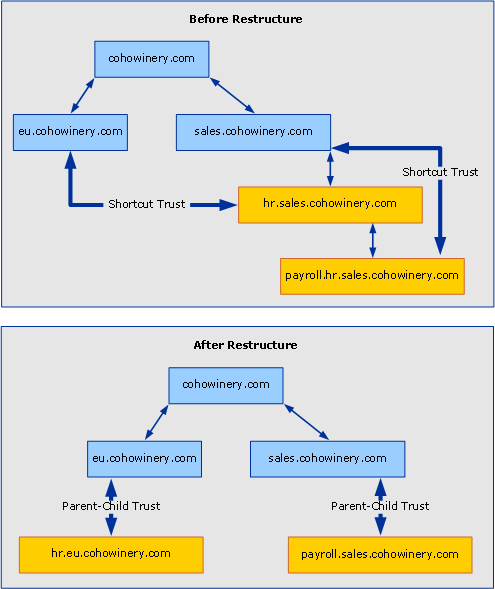 Before Restructure
cohowinery.com
eu.cohowinery.com
sales.cohowinery.com
Shortcut Trust
Shortcut Trust
hr.sales.cohowinery.com
payroll.hr.sales.cohowinery.com
After Restructure
cohowinery.com
eu.cohowinery.com
sales.cohowinery.com
Parent-Child Trust
Parent-Child Trust
hr.eu.cohowinery.com
payroll.sales.cohowinery.com